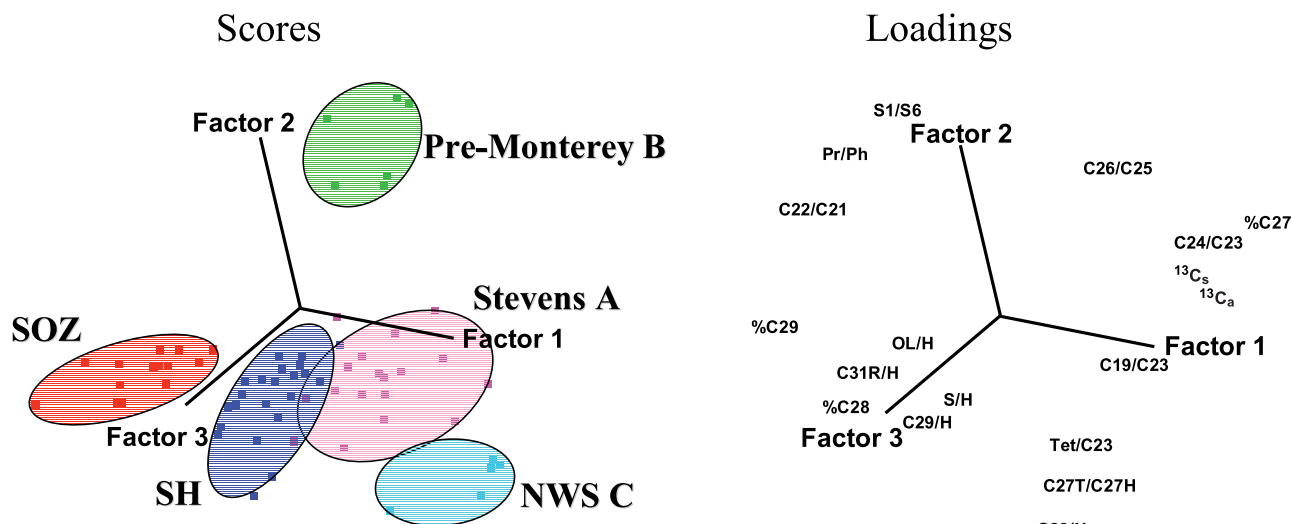 Scores
Factor 2
Pre-Monterey B
Stevens A
SOZ
Factor 1
Factor 3
SH
NWS C
Loadings
S1/S6
Factor 2
Pr/Ph
C26/C25
C22/C21
%C27
C24/C23
13Cs
13Ca
%C29
OL/H
Factor 1
C19/C23
C31R/H
%C28
S/H
C29/H
Factor 3
Tet/C23
C27T/C27H